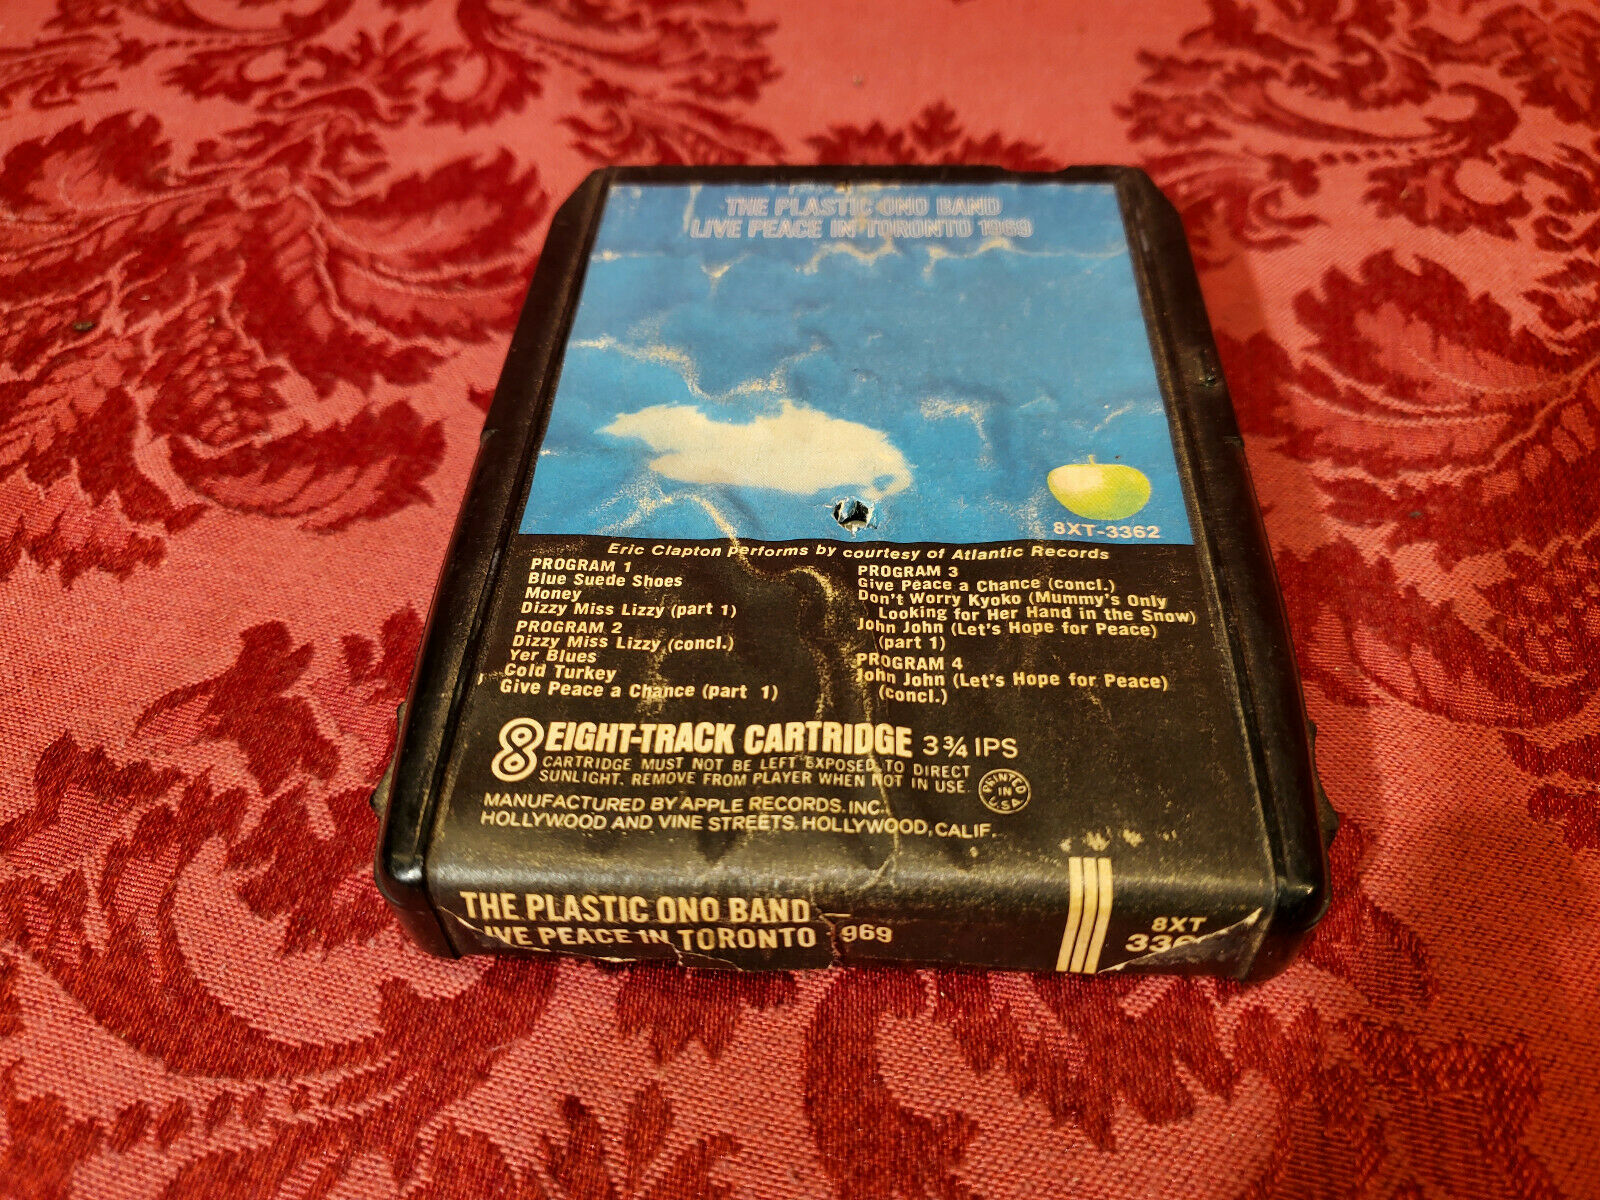 THE PLASTIC ONO BAND
LIVE PEACE IN TORONTO 1969
8XT-3362
Eric Clapton performs by courtesy of Atlantic Records
PROGRAM 1
Blue Suede Shoes
Money
Dizzy Miss Lizzy (part 1)
PROGRAM 2
Dizzy Miss Lizzy (concl.)
Yer Blues
Cold Turkey
Give Peace a Chance (part 1)
PROGRAM 3
Give Peace a Chance (concl.)
Don't Worry Kyoko (Mummy's Only
Looking for Her Hand in the Snow)
John John (Let's Hope for Peace)
(part 1)
PROGRAM 4
John John (Let's Hope for Peace)
(concl.)
8 EIGHT-TRACK CARTRIDGE 3 3/4 IPS
CARTRIDGE MUST NOT BE LEFT EXPOSED TO DIRECT
SUNLIGHT. REMOVE FROM PLAYER WHEN NOT IN USE.
PRINTED
IN
U.S.A.
MANUFACTURED BY APPLE RECORDS, INC.
HOLLYWOOD AND VINE STREETS, HOLLYWOOD, CALIF.
THE PLASTIC ONO BAND —
IVE PEACE IN TORONTO 969
8XT
336